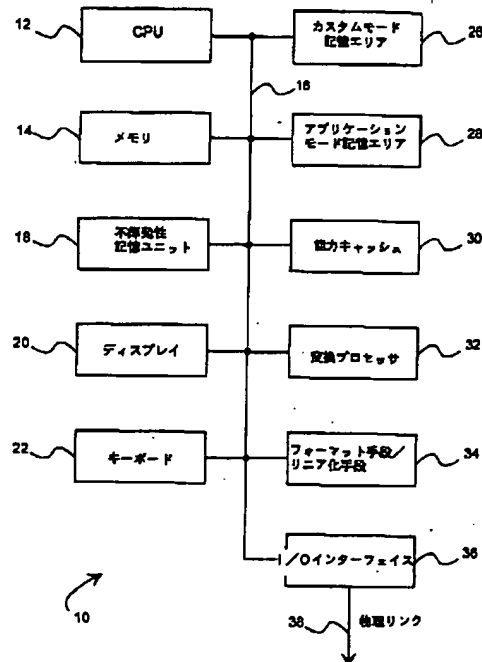 12
CPU
カスタムモード
記憶エリア
26
16
14
メモリ
アプリケーション
モード記憶エリア
28
18
不揮発性
記憶ユニット
協力キャッシュ
30
20
ディスプレイ
変換プロセッサ
32
22
キーボード
フォーマット手段/
リニア化手段
34
I/Oインターフェイス
36
10
38
物理リンク